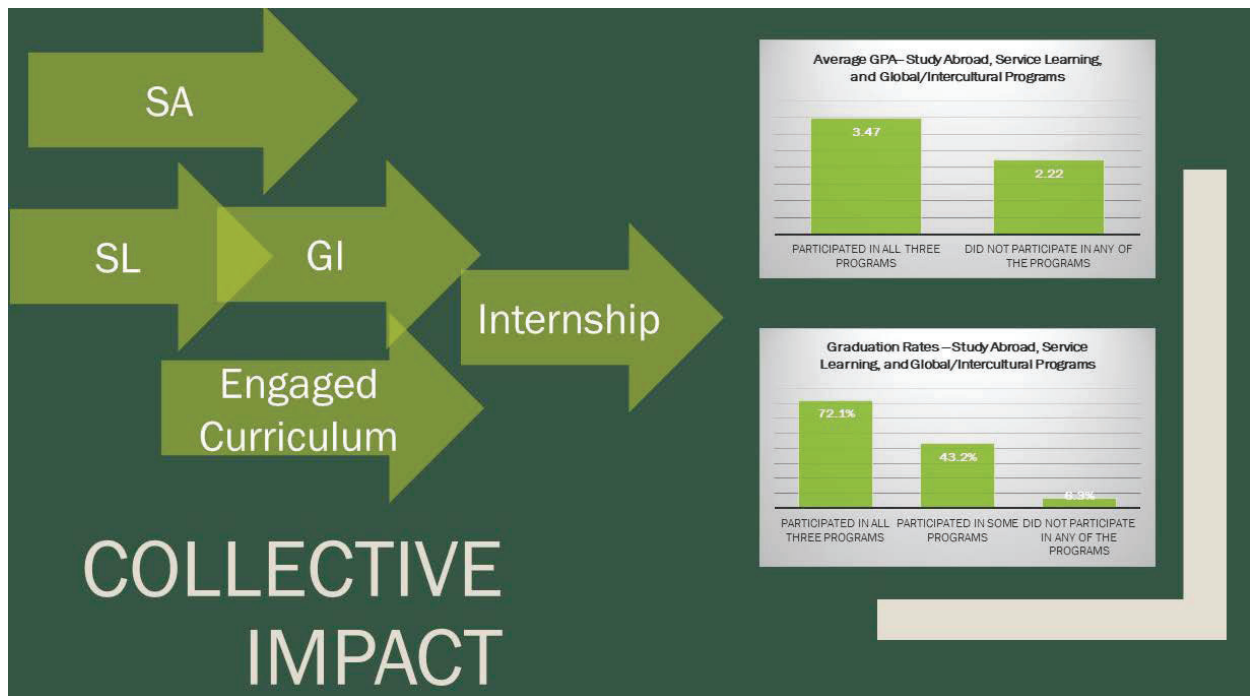 SA
SL
GI
Internship
Engaged
Curriculum
COLLECTIVE
IMPACT
Average GPA–Study Abroad, Service Learning,
and Global/Intercultural Programs
3.47
2.22
PARTICIPATED IN ALL THREE
PROGRAMS
DID NOT PARTICIPATE IN ANY OF
THE PROGRAMS
Graduation Rates – Study Abroad, Service
Learning, and Global/Intercultural Programs
72.1%
43.2%
6.3%
PARTICIPATED IN ALL
THREE PROGRAMS
PARTICIPATED IN SOME
PROGRAMS
DID NOT PARTICIPATE
IN ANY OF THE
PROGRAMS